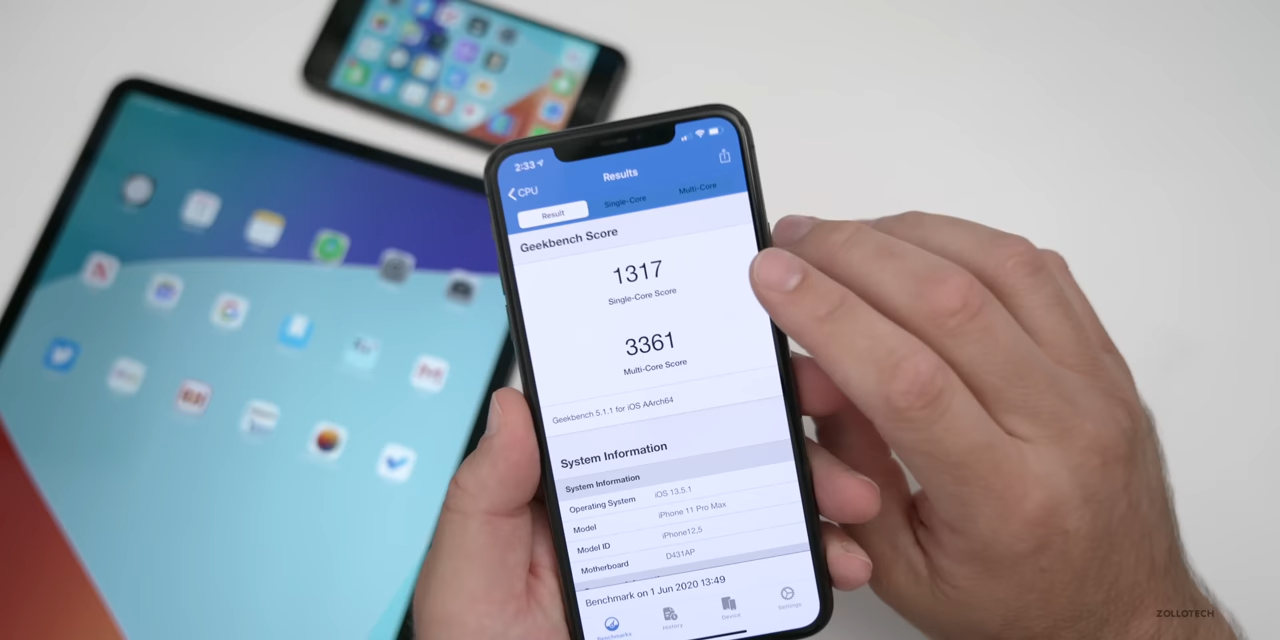 2:33
CPU
Results
Result
Single-Core
Multi-Core
Geekbench Score
1317
Single-Core Score
3361
Multi-Core Score
Geekbench 5.1.1 for iOS AArch64
System Information
System Information
Operating System iOS 13.5.1
Model iPhone 11 Pro Max
Model ID iPhone12,5
Motherboard D431AP
Benchmark on 1 Jun 2020 13:49
Benchmarks
History
Device
Settings
ZOLLOTECH